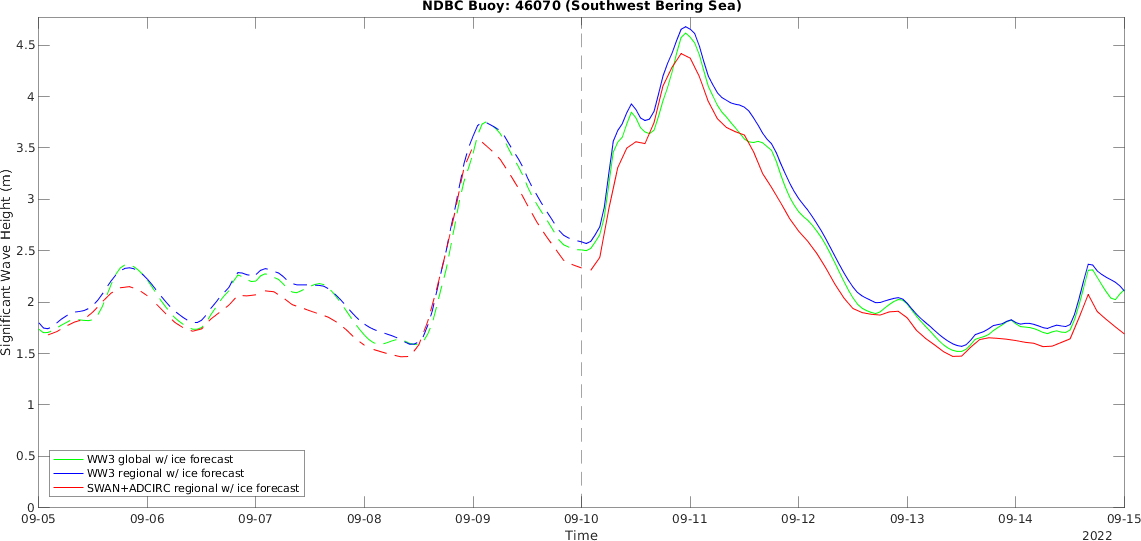 NDBC Buoy: 46070 (Southwest Bering Sea)
4.5
4
3.5
3
2.5
2
1.5
1
0.5
0
Significant Wave Height (m)
WW3 global w/ ice forecast
WW3 regional w/ ice forecast
SWAN+ADCIRC regional w/ ice forecast
09-05 09-06 09-07 09-08 09-09 09-10 09-11 09-12 09-13 09-14 09-15
Time
2022